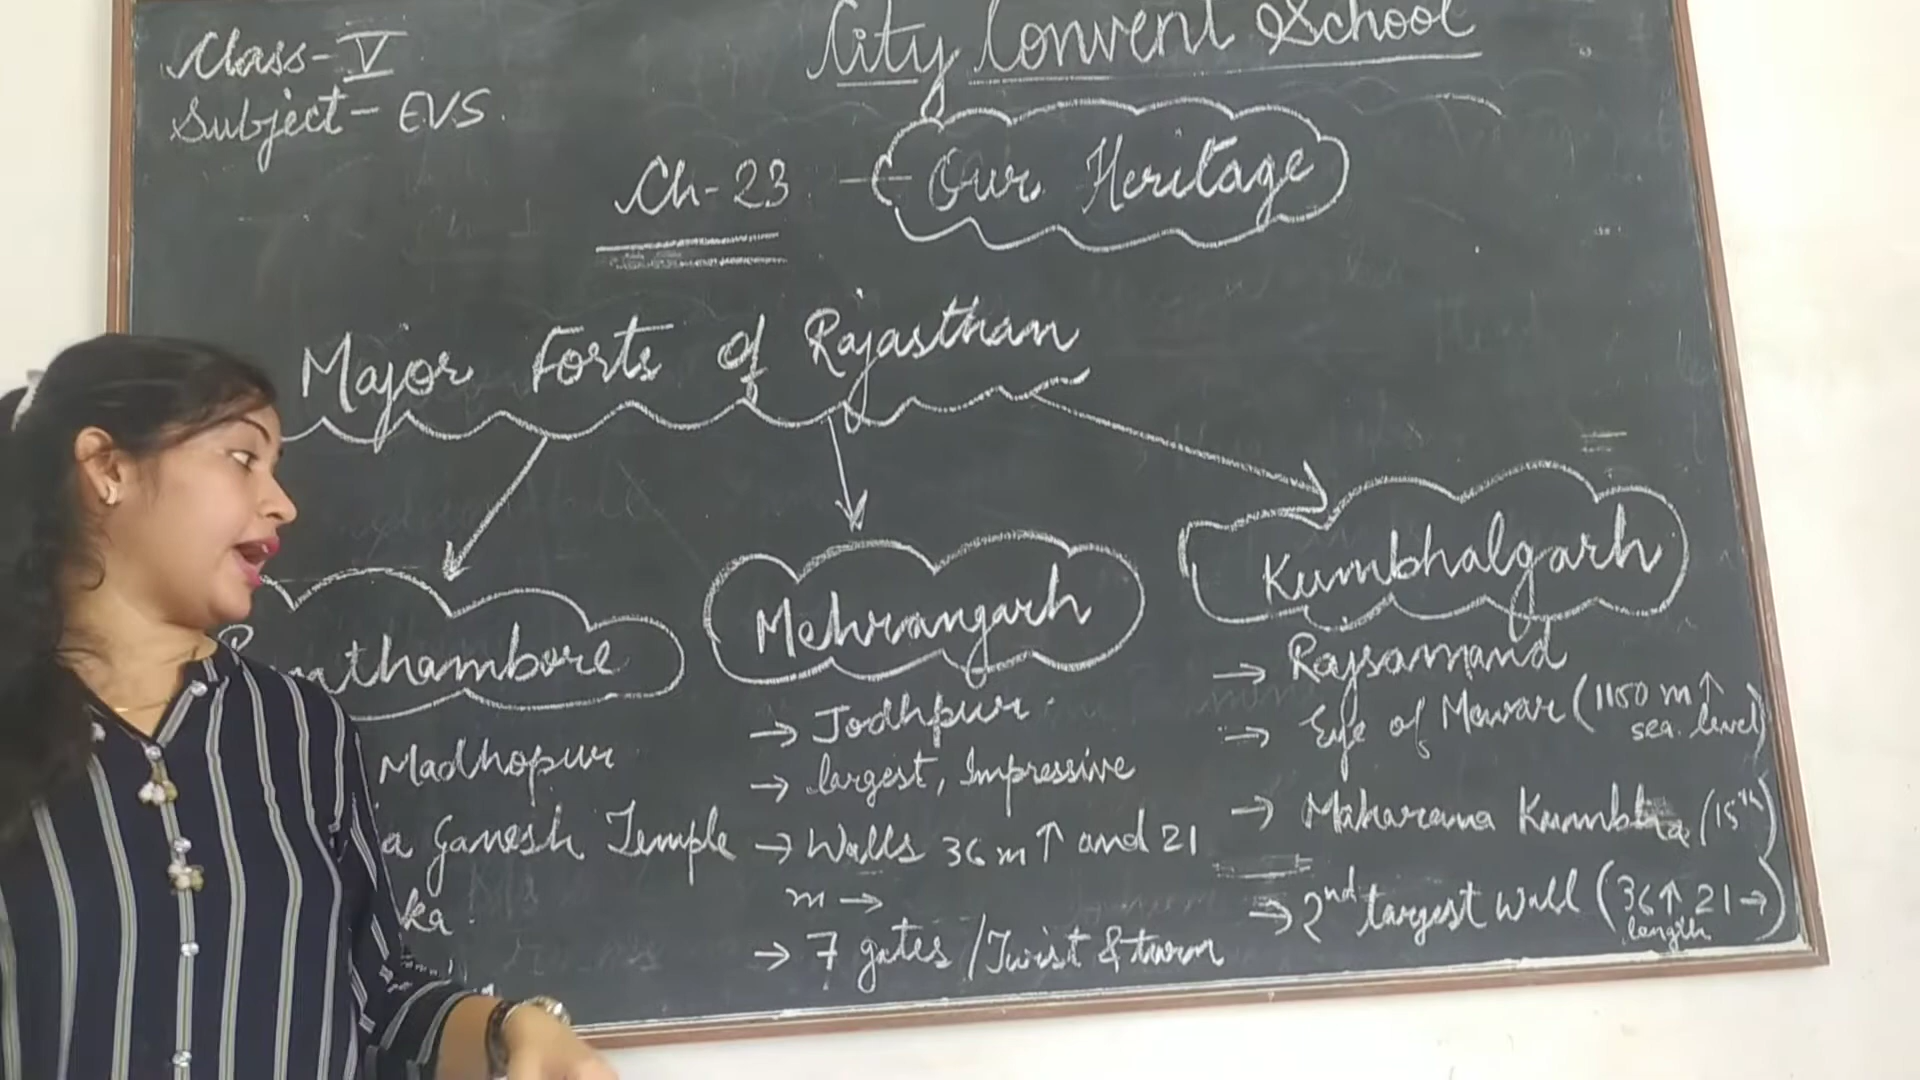 City Convent School
Class-V
Subject- EVS.
Ch-23 - Our Heritage
Major Forts of Rajasthan
Mehrangarh
→ Jodhpur
→ largest, Impressive
→ Walls 36 m ↑ and 21
m →
→ 7 gates / Twist & turn
Kumbhalgarh
→ Rajsamand
→ Eye of Mewar (1150 m ↑
sea level)
→ Maharana Kumbha (15th)
→ 2nd largest wall (36↑ 21→)
length
Madhopur
Ganesh Temple